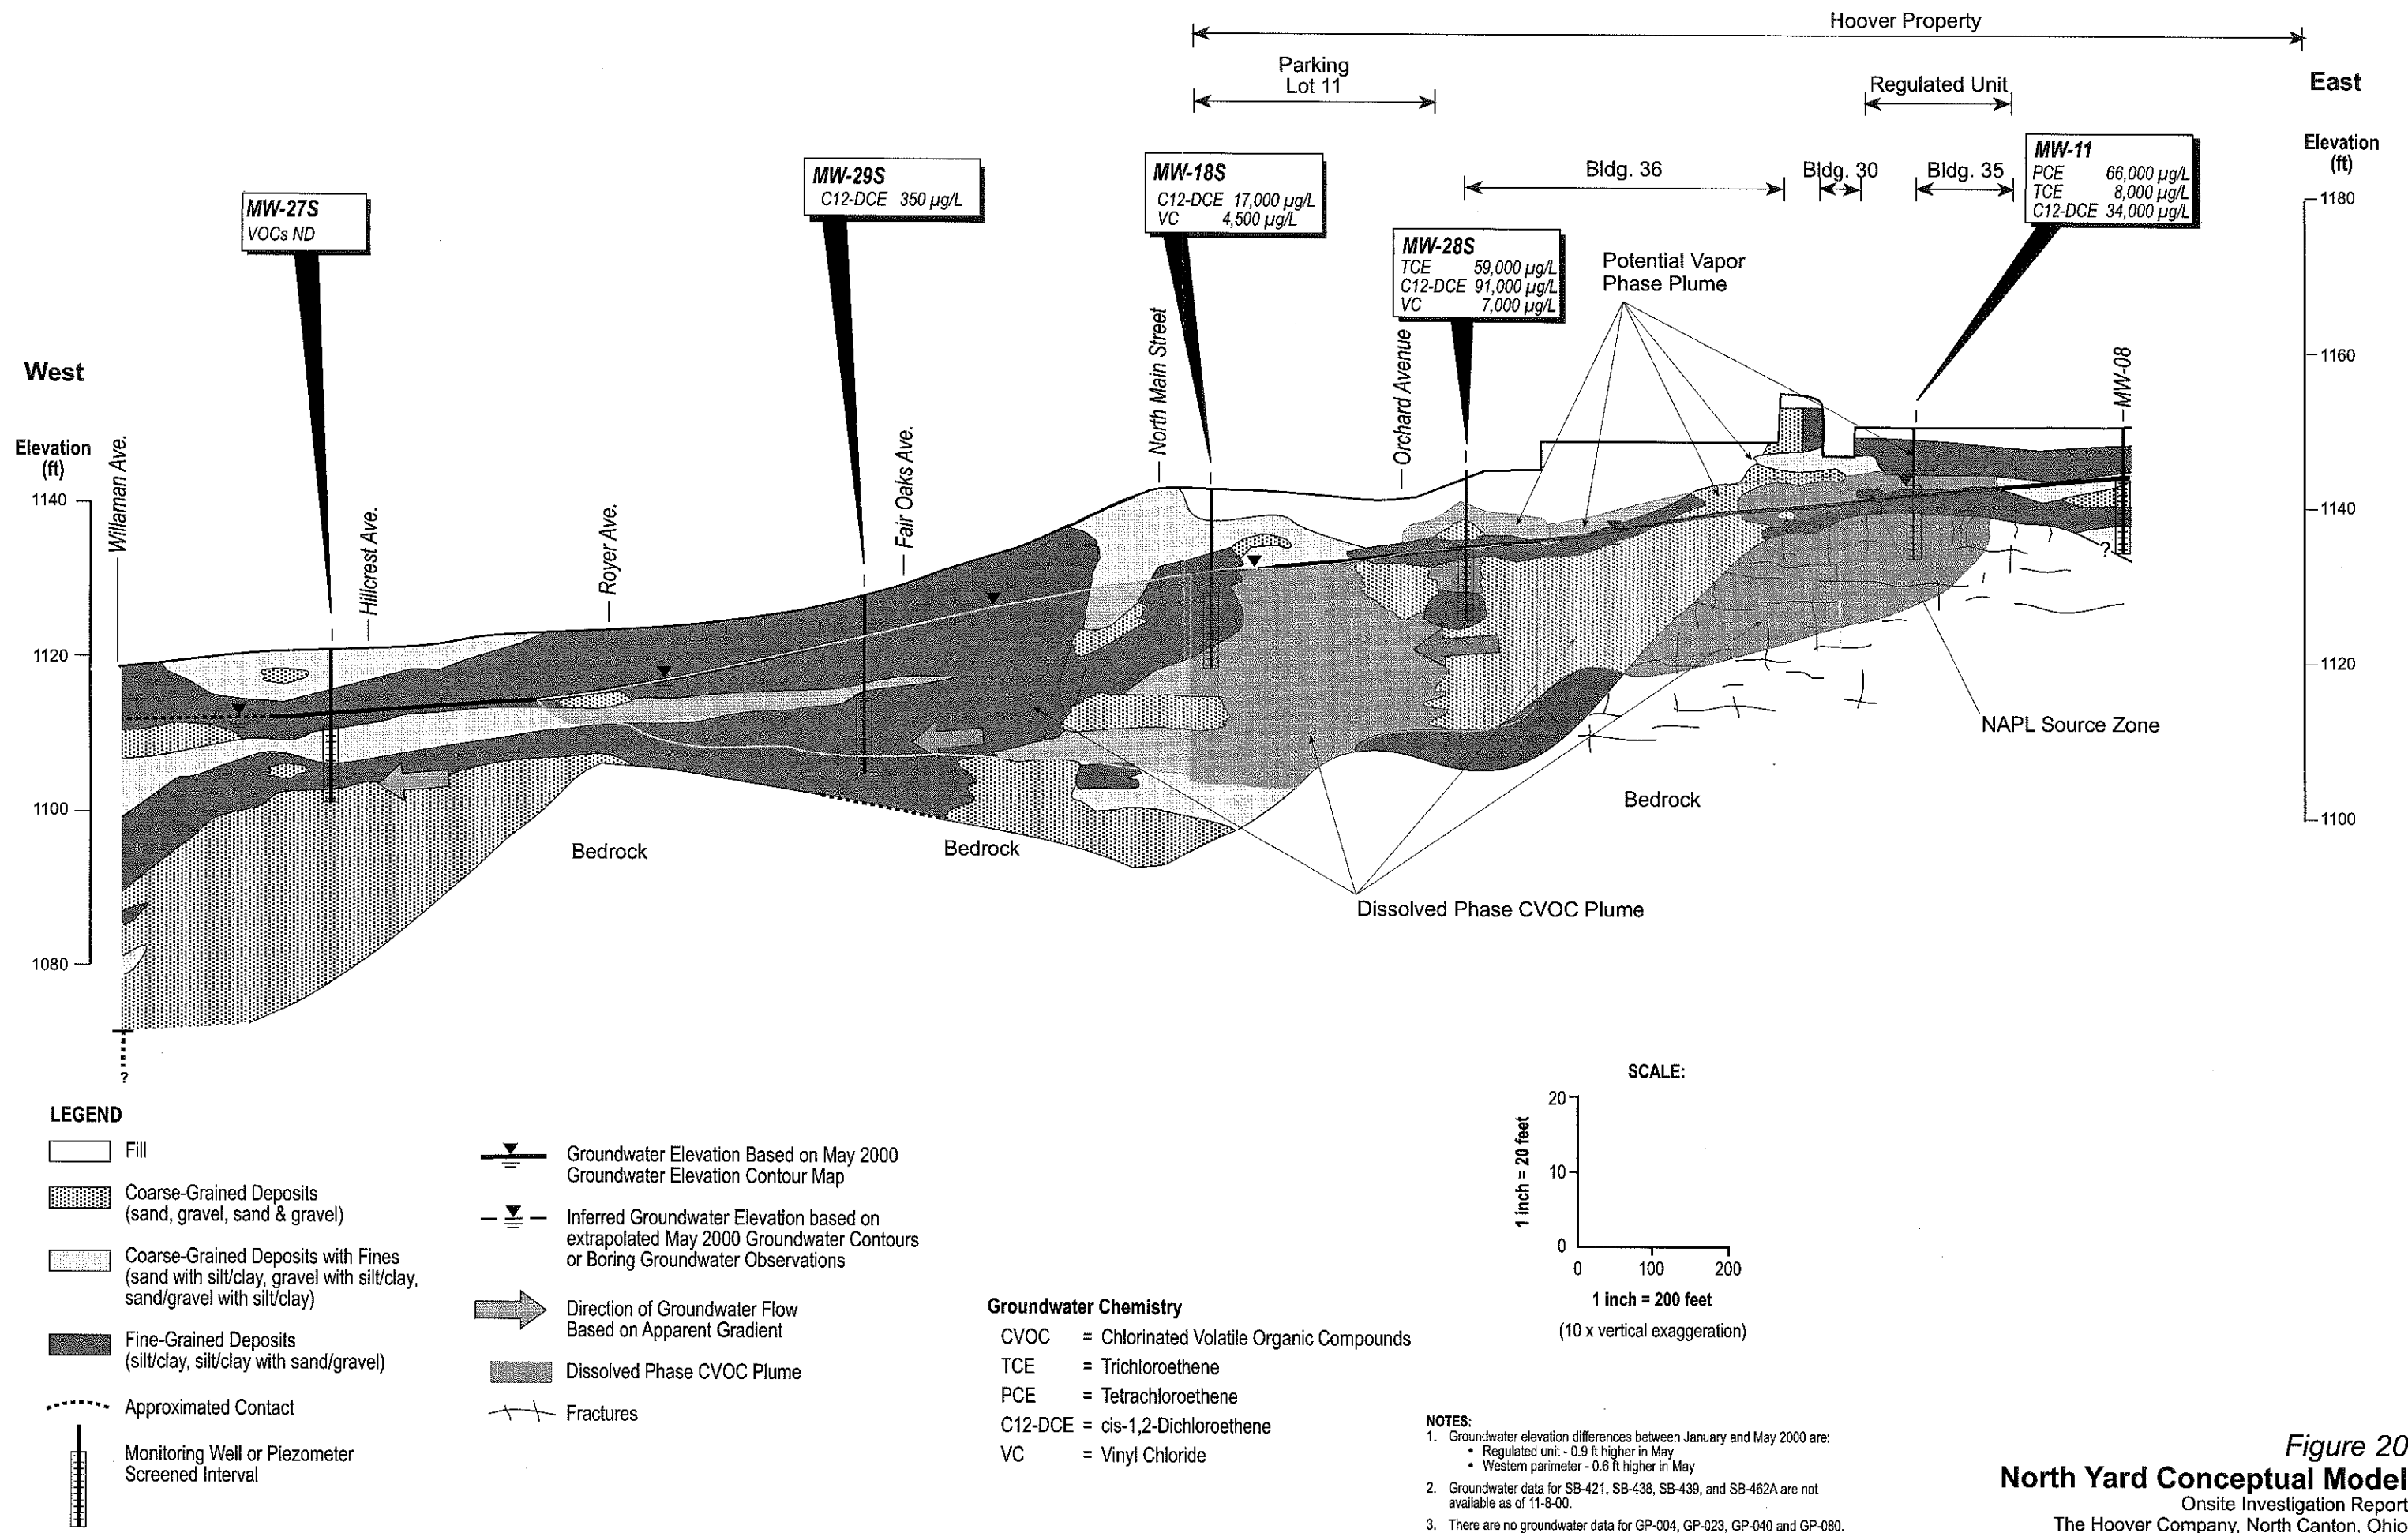 Hoover Property
Parking
Lot 11
Regulated Unit
West
East
Elevation
(ft)
1180
1160
1140
1120
1100
Elevation
(ft)
1140
1120
1100
1080
MW-27S
VOCs ND
MW-29S
C12-DCE 350 µg/L
MW-18S
C12-DCE 17,000 µg/L
VC 4,500 µg/L
MW-28S
TCE 59,000 µg/L
C12-DCE 91,000 µg/L
VC 7,000 µg/L
Bldg. 36
Bldg. 30
Bldg. 35
MW-11
PCE 66,000 µg/L
TCE 8,000 µg/L
C12-DCE 34,000 µg/L
Potential Vapor
Phase Plume
Willaman Ave.
Hillcrest Ave.
Royer Ave.
Fair Oaks Ave.
North Main Street
Orchard Avenue
MW-08
?
NAPL Source Zone
Bedrock
Bedrock
Bedrock
Dissolved Phase CVOC Plume
?
LEGEND
Fill
Coarse-Grained Deposits
(sand, gravel, sand & gravel)
Coarse-Grained Deposits with Fines
(sand with silt/clay, gravel with silt/clay,
sand/gravel with silt/clay)
Fine-Grained Deposits
(silt/clay, silt/clay with sand/gravel)
Approximated Contact
Monitoring Well or Piezometer
Screened Interval
Groundwater Elevation Based on May 2000
Groundwater Elevation Contour Map
Inferred Groundwater Elevation based on
extrapolated May 2000 Groundwater Contours
or Boring Groundwater Observations
Direction of Groundwater Flow
Based on Apparent Gradient
Dissolved Phase CVOC Plume
Fractures
Groundwater Chemistry
CVOC = Chlorinated Volatile Organic Compounds
TCE = Trichloroethene
PCE = Tetrachloroethene
C12-DCE = cis-1,2-Dichloroethene
VC = Vinyl Chloride
SCALE:
1 inch = 20 feet
20
10
0
0 100 200
1 inch = 200 feet
(10 x vertical exaggeration)
NOTES:
1. Groundwater elevation differences between January and May 2000 are:
• Regulated unit - 0.9 ft higher in May
• Western parimeter - 0.6 ft higher in May
2. Groundwater data for SB-421, SB-438, SB-439, and SB-462A are not
available as of 11-8-00.
3. There are no groundwater data for GP-004, GP-023, GP-040 and GP-080.
Figure 20
North Yard Conceptual Model
Onsite Investigation Report
The Hoover Company, North Canton, Ohio